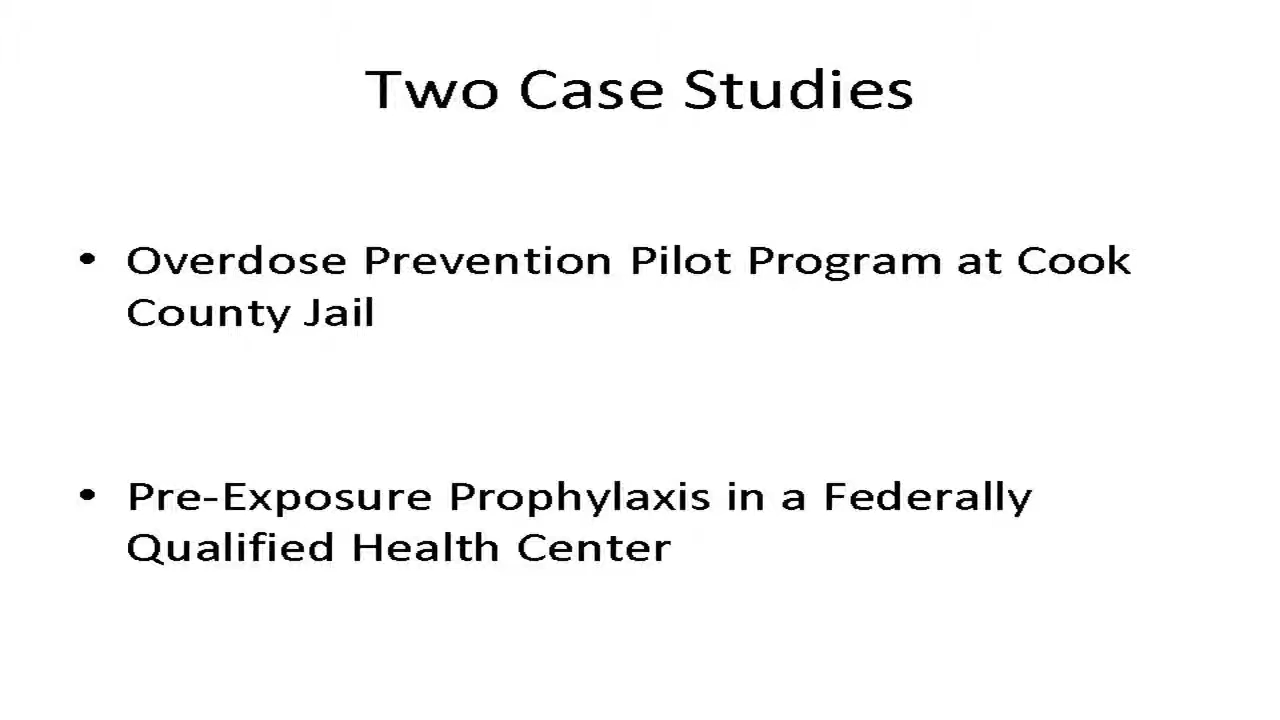 Two Case Studies
• Overdose Prevention Pilot Program at Cook
County Jail
• Pre-Exposure Prophylaxis in a Federally
Qualified Health Center